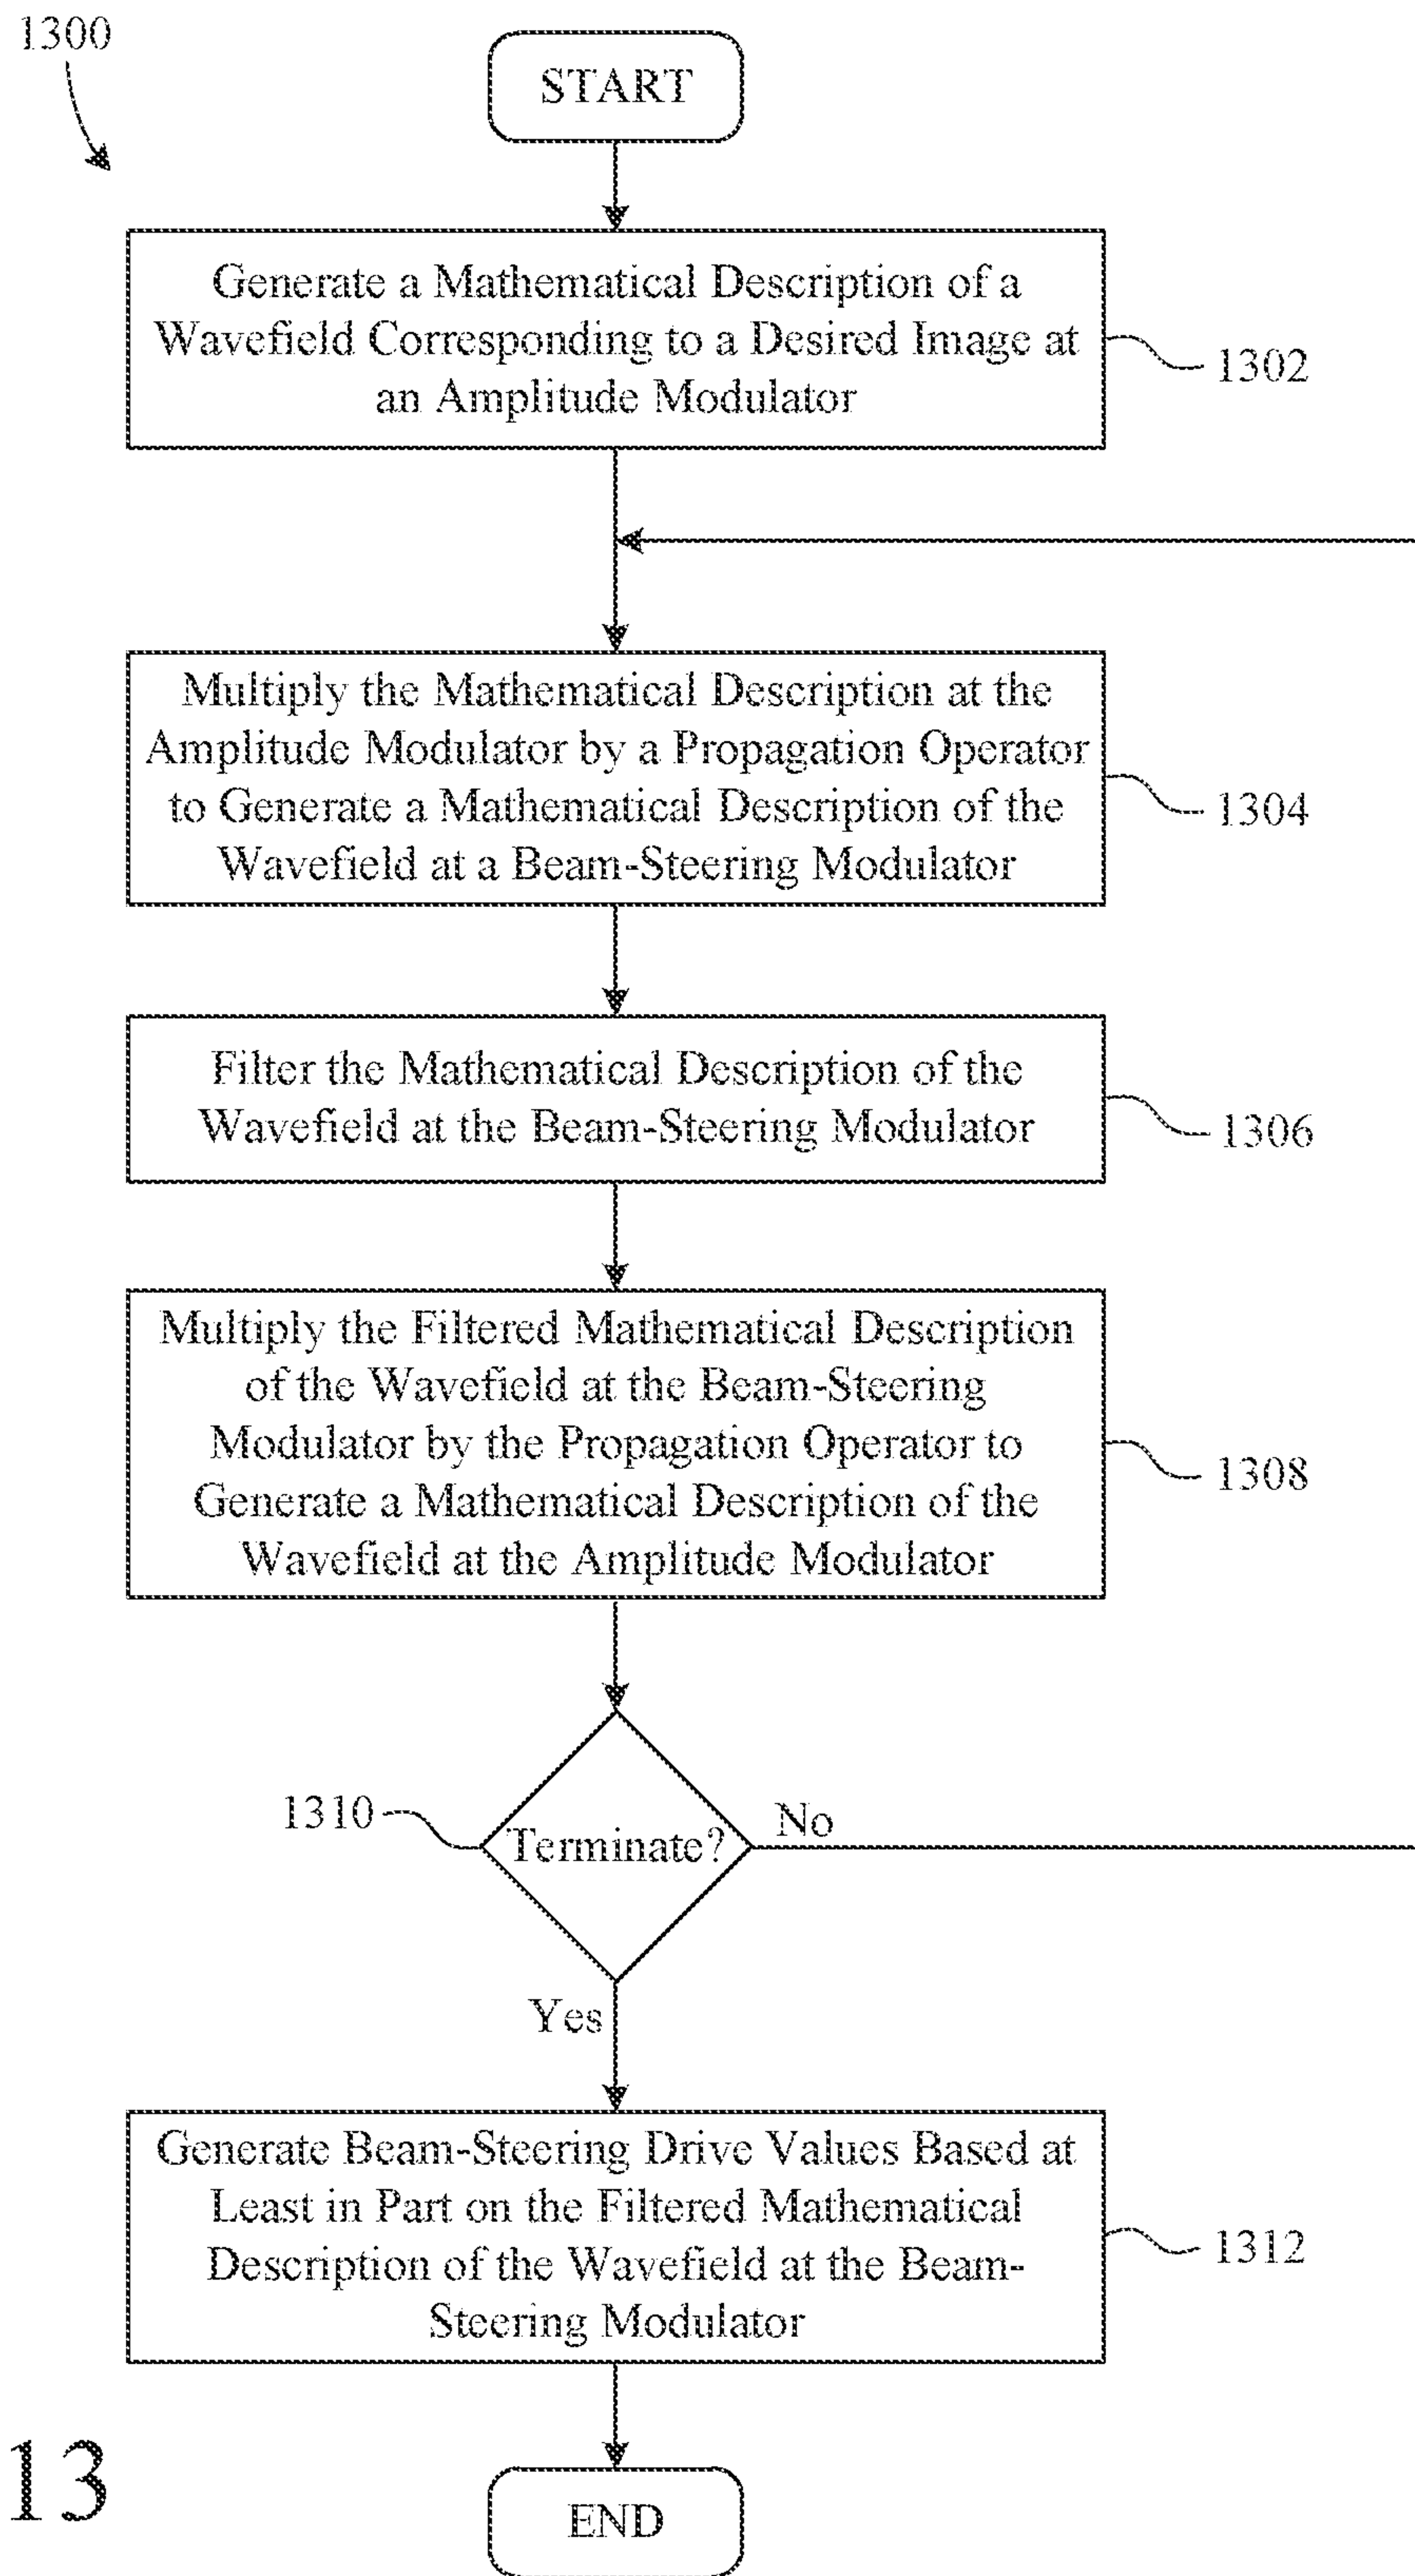 1300
START
Generate a Mathematical Description of a
Wavefield Corresponding to a Desired Image at
an Amplitude Modulator
1302
Multiply the Mathematical Description at the
Amplitude Modulator by a Propagation Operator
to Generate a Mathematical Description of the
Wavefield at a Beam-Steering Modulator
1304
Filter the Mathematical Description of the
Wavefield at the Beam-Steering Modulator
1306
Multiply the Filtered Mathematical Description
of the Wavefield at the Beam-Steering
Modulator by the Propagation Operator to
Generate a Mathematical Description of the
Wavefield at the Amplitude Modulator
1308
1310
Terminate?
No
Yes
Generate Beam-Steering Drive Values Based at
Least in Part on the Filtered Mathematical
Description of the Wavefield at the Beam-
Steering Modulator
1312
13
END